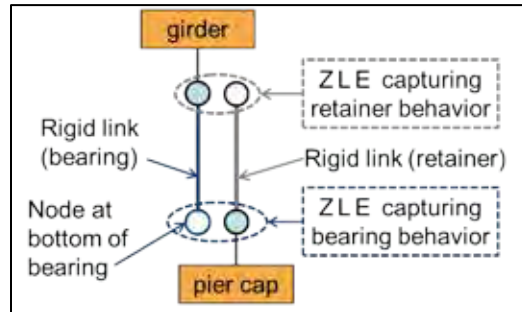 girder
ZLE capturing
retainer behavior
Rigid link
(bearing)
Rigid link (retainer)
Node at
bottom of
bearing
ZLE capturing
bearing behavior
pier cap